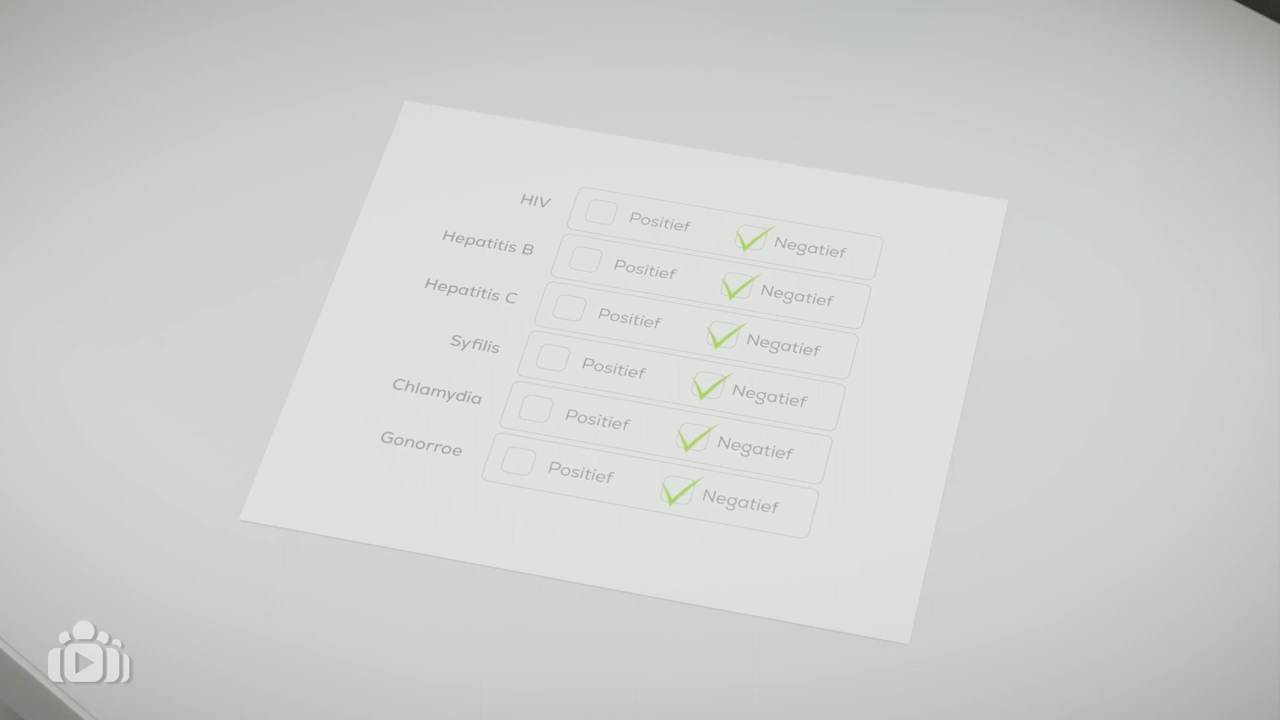 HIV Positief Negatief
Hepatitis B Positief Negatief
Hepatitis C Positief Negatief
Syfilis Positief Negatief
Chlamydia Positief Negatief
Gonorroe Positief Negatief